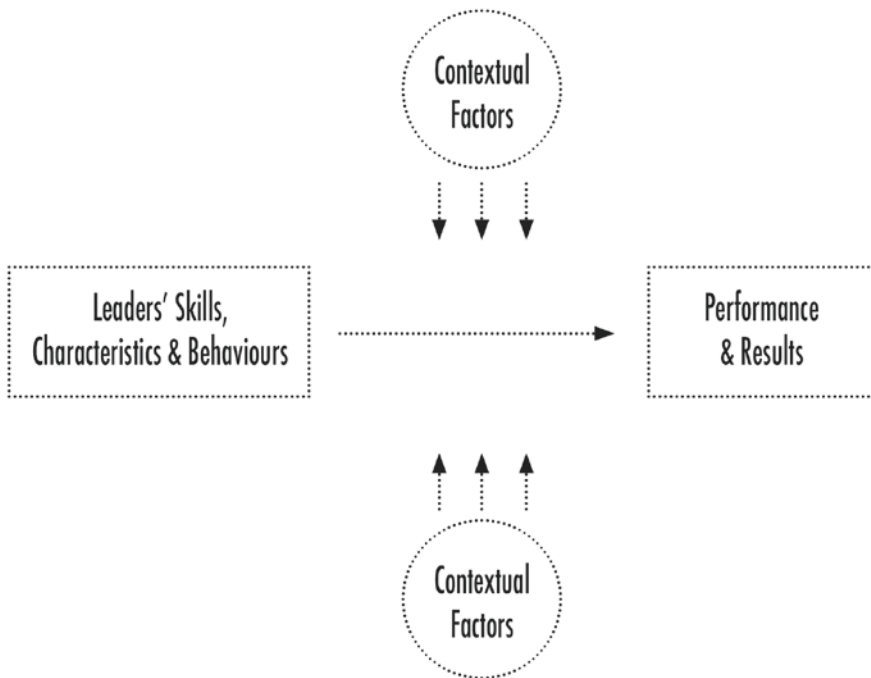 Contextual
Factors
Leaders’ Skills,
Characteristics & Behaviours
Performance
& Results
Contextual
Factors